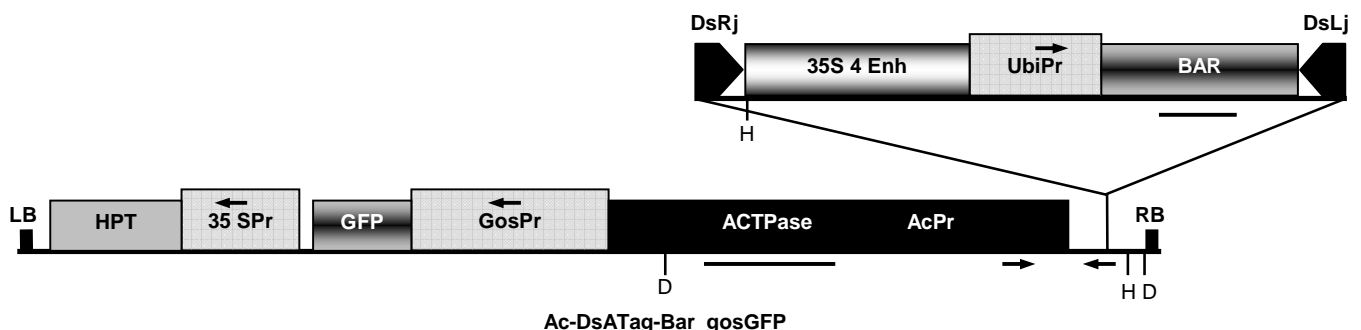 DsRj DsLj
35S 4 Enh UbiPr BAR
H
LB HPT 35 SPr GFP GosPr ACTPase AcPr RB
D H D
Ac-DsATag-Bar_gosGFP